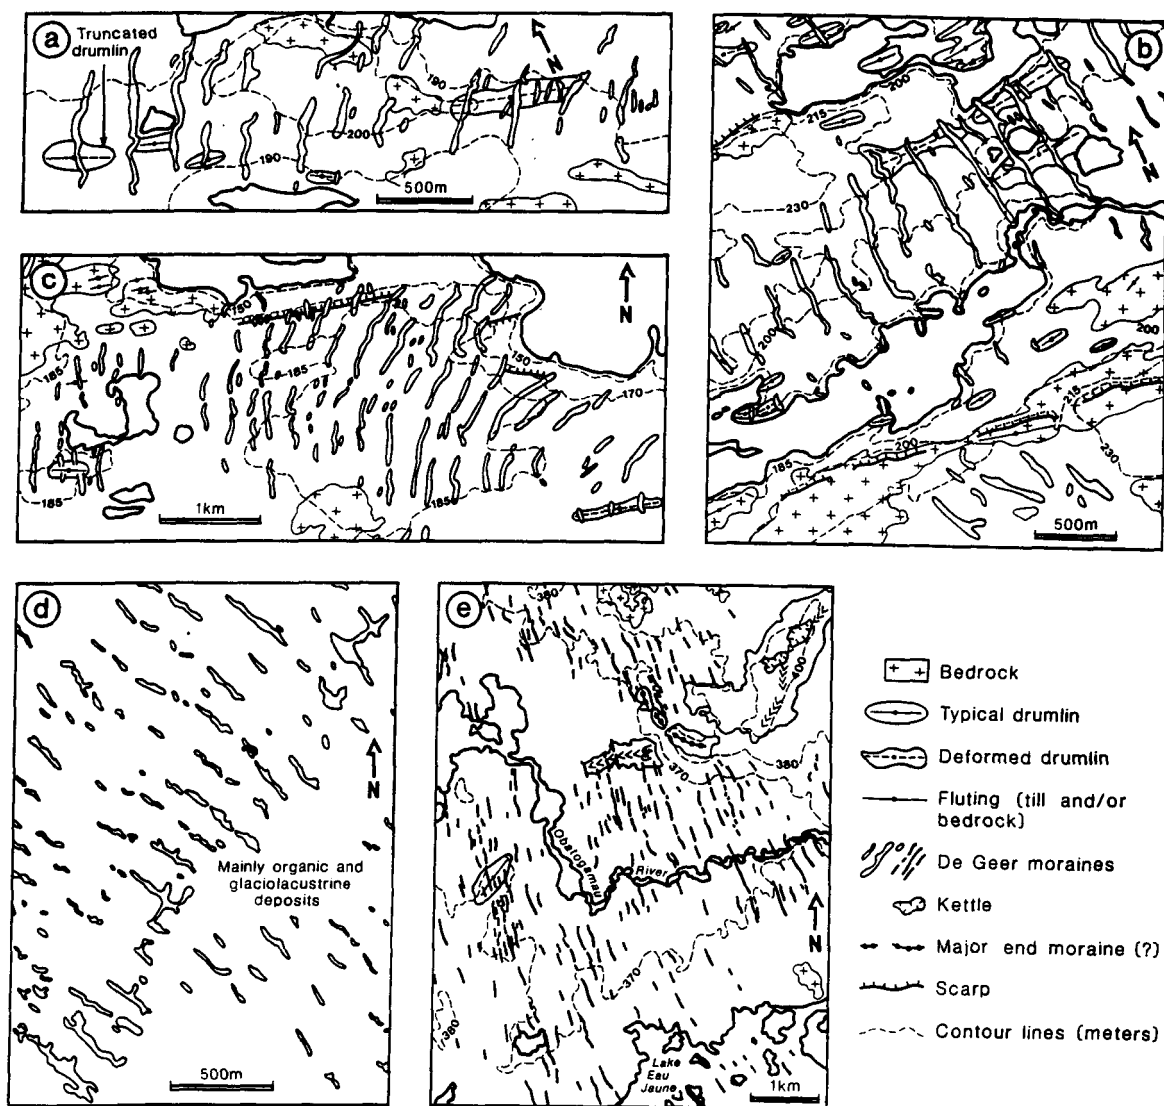 a
Truncated
drumlin
N
190
200
190
500m
b
200
215
N
230
200
200
215
200
185
230
500m
c
N
150
185
185
150
170
185
185
1km
d
N
Mainly organic and
glaciolacustrine
deposits
500m
e
380
400
370
380
Obatogamau
River
N
370
380
Lake
Eau
Jaune
1km
Bedrock
Typical drumlin
Deformed drumlin
Fluting (till and/or
bedrock)
De Geer moraines
Kettle
Major end moraine (?)
Scarp
Contour lines (meters)